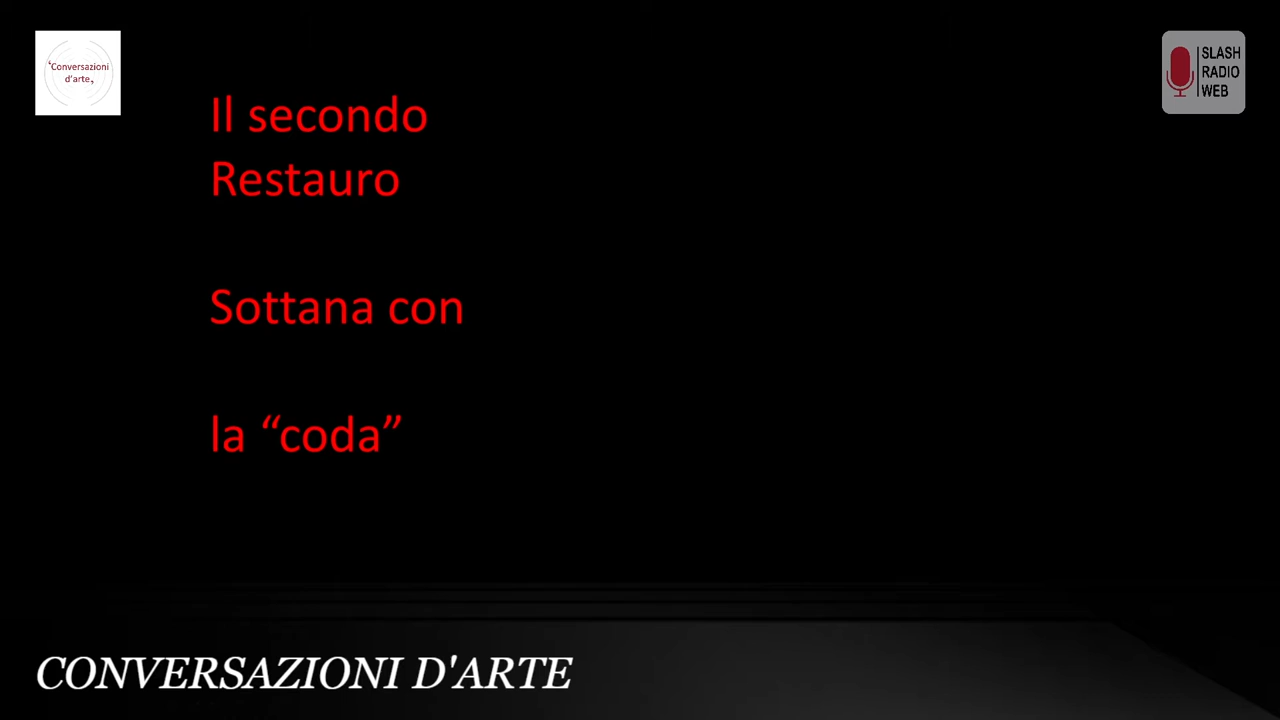 ‘Conversazioni
d'arte,
SLASH
RADIO
WEB
Il secondo
Restauro
Sottana con
la “coda”
CONVERSAZIONI D'ARTE